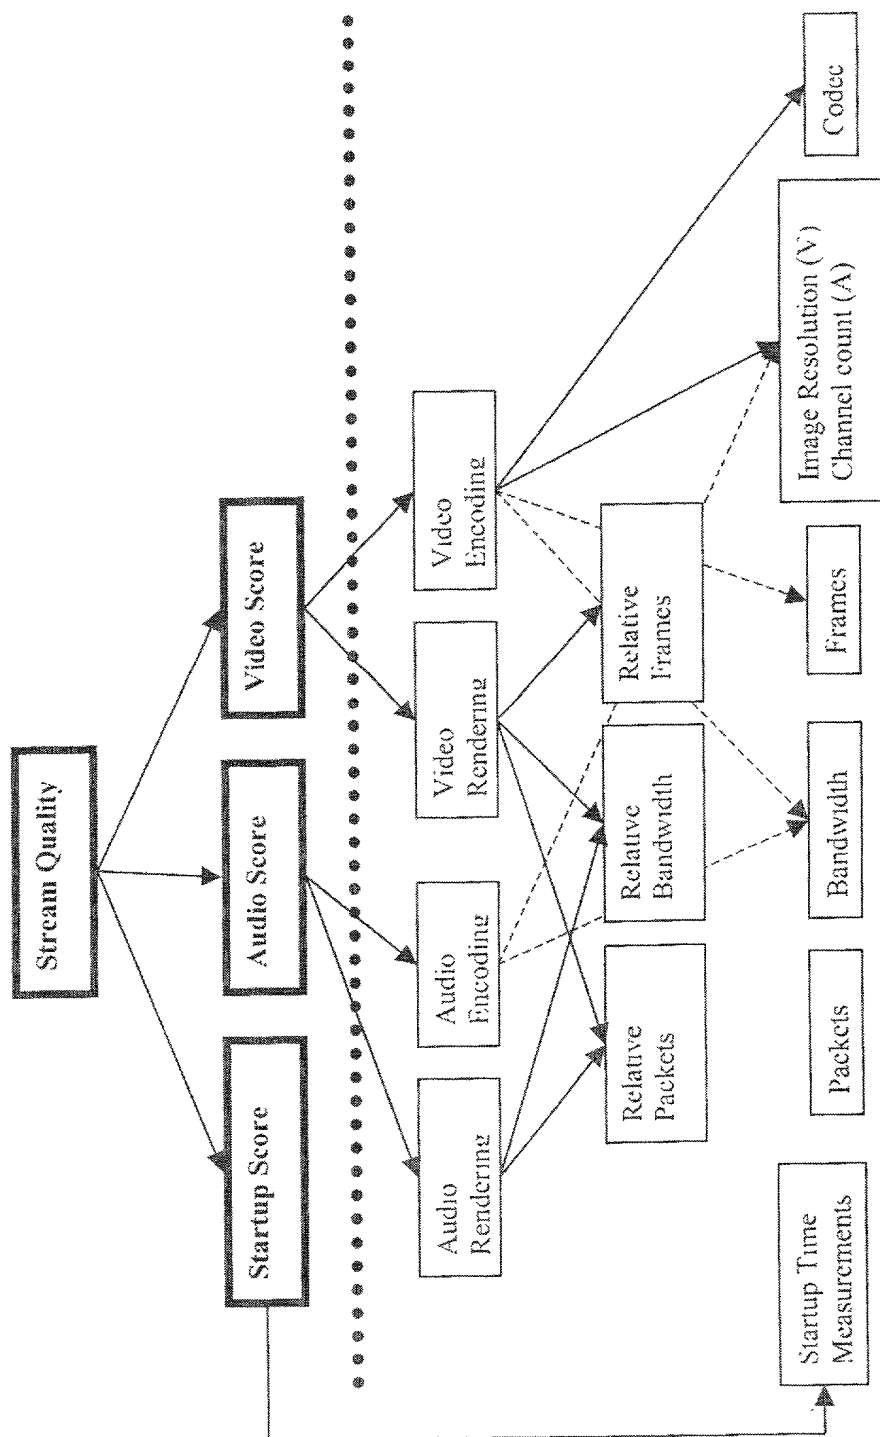 Stream Quality
Startup Score
Audio Score
Video Score
Audio
Rendering
Audio
Encoding
Video
Rendering
Video
Encoding
Relative
Packets
Relative
Bandwidth
Relative
Frames
Startup Time
Measurements
Packets
Bandwidth
Frames
Image Resolution (V)
Channel count (A)
Codec